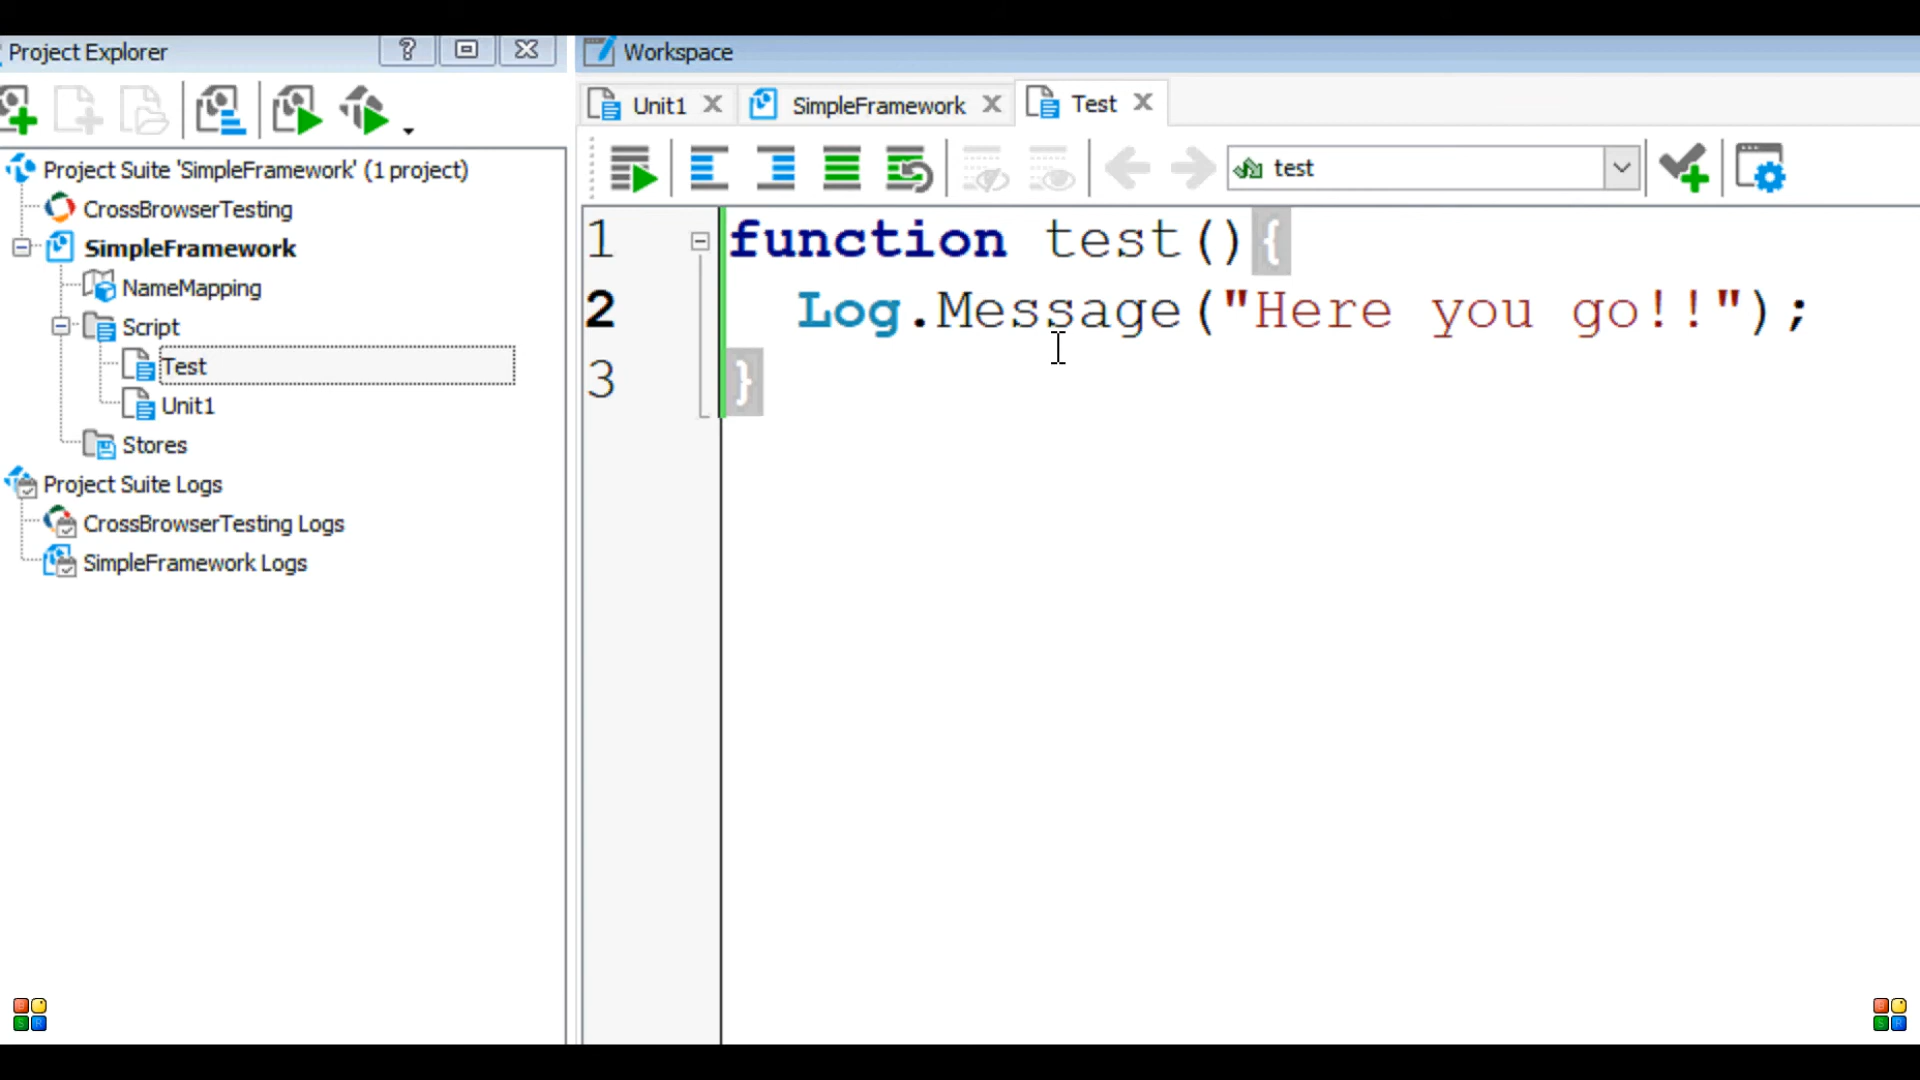 Project Explorer
Workspace
Unit1
SimpleFramework
Test
test
Project Suite 'SimpleFramework' (1 project)
CrossBrowserTesting
SimpleFramework
NameMapping
Script
Test
Unit1
Stores
Project Suite Logs
CrossBrowserTesting Logs
SimpleFramework Logs
1 function test(){
2 Log.Message("Here you go!!");
3 }